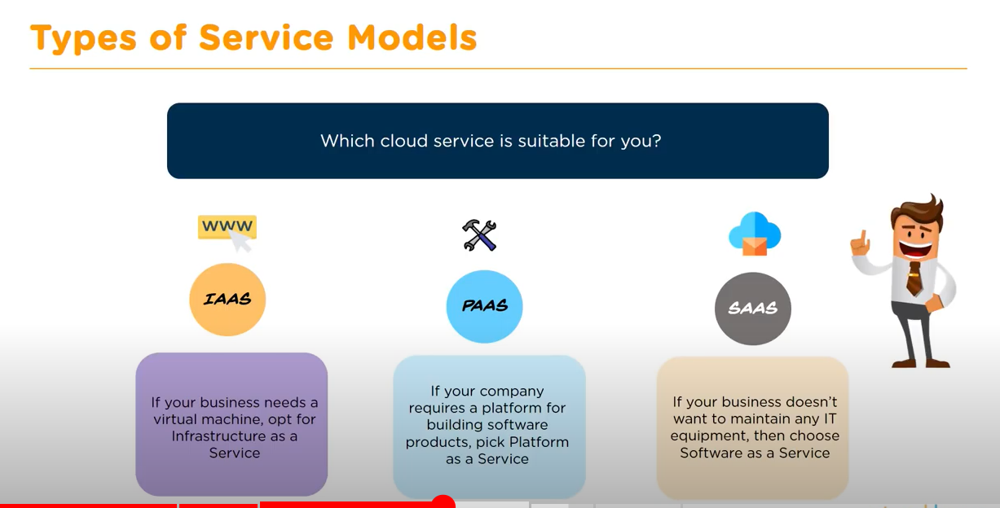 Types of Service Models
Which cloud service is suitable for you?
WWW
IAAS
PAAS
SAAS
If your business needs a
virtual machine, opt for
Infrastructure as a
Service
If your company
requires a platform for
building software
products, pick Platform
as a Service
If your business doesn't
want to maintain any IT
equipment, then choose
Software as a Service